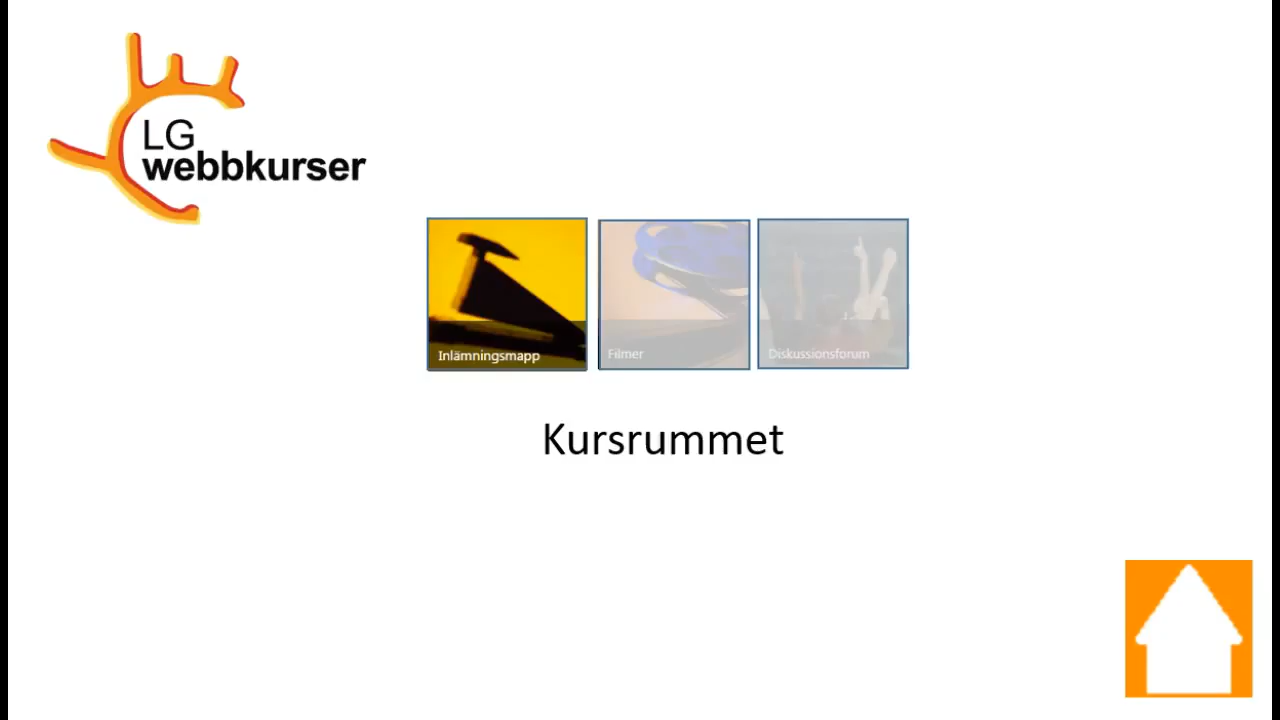 LG
webbkurser
Inlämningsmapp
Filmer
Diskussionsforum
Kursrummet